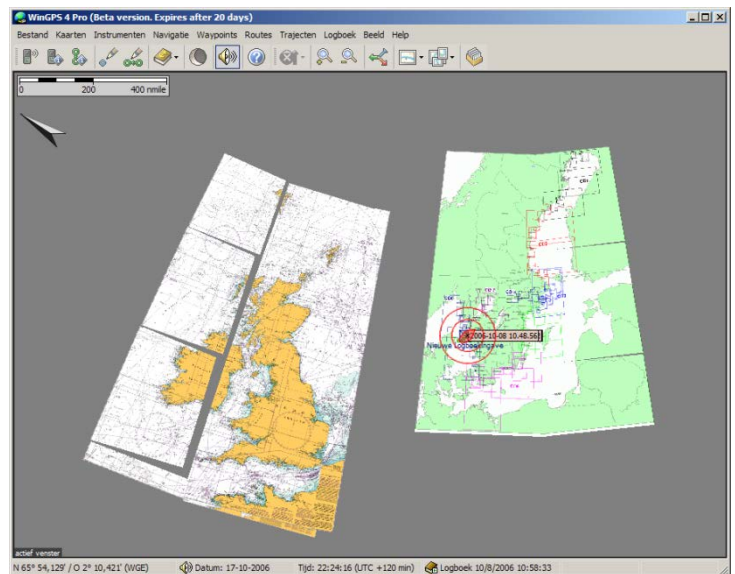 WinGPS 4 Pro (Beta version. Expires after 20 days)
Bestand Kaarten Instrumenten Navigatie Waypoints Routes Trajecten Logboek Beeld Help
0 200 400 nmile
2006-10-08 10.48.56
Nieuwe Logboekingave
actief venster
N 65° 54,129' / O 2° 10,421' (WGE) Datum: 17-10-2006 Tijd: 22:24:16 (UTC +120 min) Logboek 10/8/2006 10:58:33